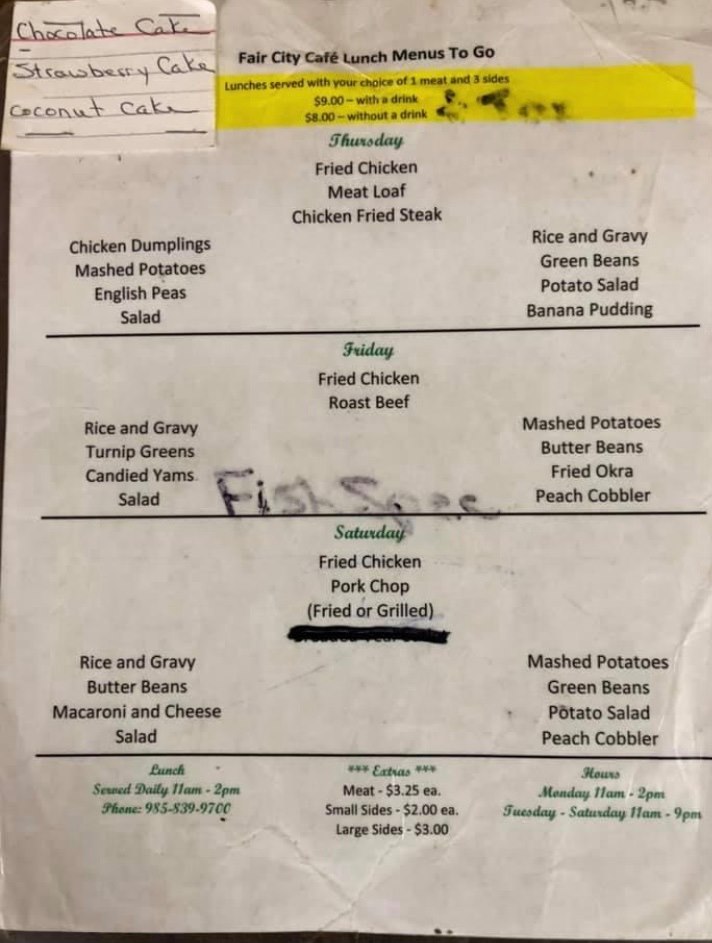 Chocolate Cake
Strawberry Cake
Coconut Cake
Fair City Café Lunch Menus To Go
Lunches served with your choice of 1 meat and 3 sides
$9.00 – with a drink
$8.00 – without a drink
Thursday
Fried Chicken
Meat Loaf
Chicken Fried Steak
Chicken Dumplings
Mashed Potatoes
English Peas
Salad
Rice and Gravy
Green Beans
Potato Salad
Banana Pudding
Friday
Fried Chicken
Roast Beef
Rice and Gravy
Turnip Greens
Candied Yams
Salad
Mashed Potatoes
Butter Beans
Fried Okra
Peach Cobbler
Fish
Saturday
Fried Chicken
Pork Chop
(Fried or Grilled)
Rice and Gravy
Butter Beans
Macaroni and Cheese
Salad
Mashed Potatoes
Green Beans
Potato Salad
Peach Cobbler
Lunch
Served Daily 11am - 2pm
Phone: 985-839-9700
*** Extras ***
Meat - $3.25 ea.
Small Sides - $2.00 ea.
Large Sides - $3.00
Hours
Monday 11am - 2pm
Tuesday - Saturday 11am - 9pm